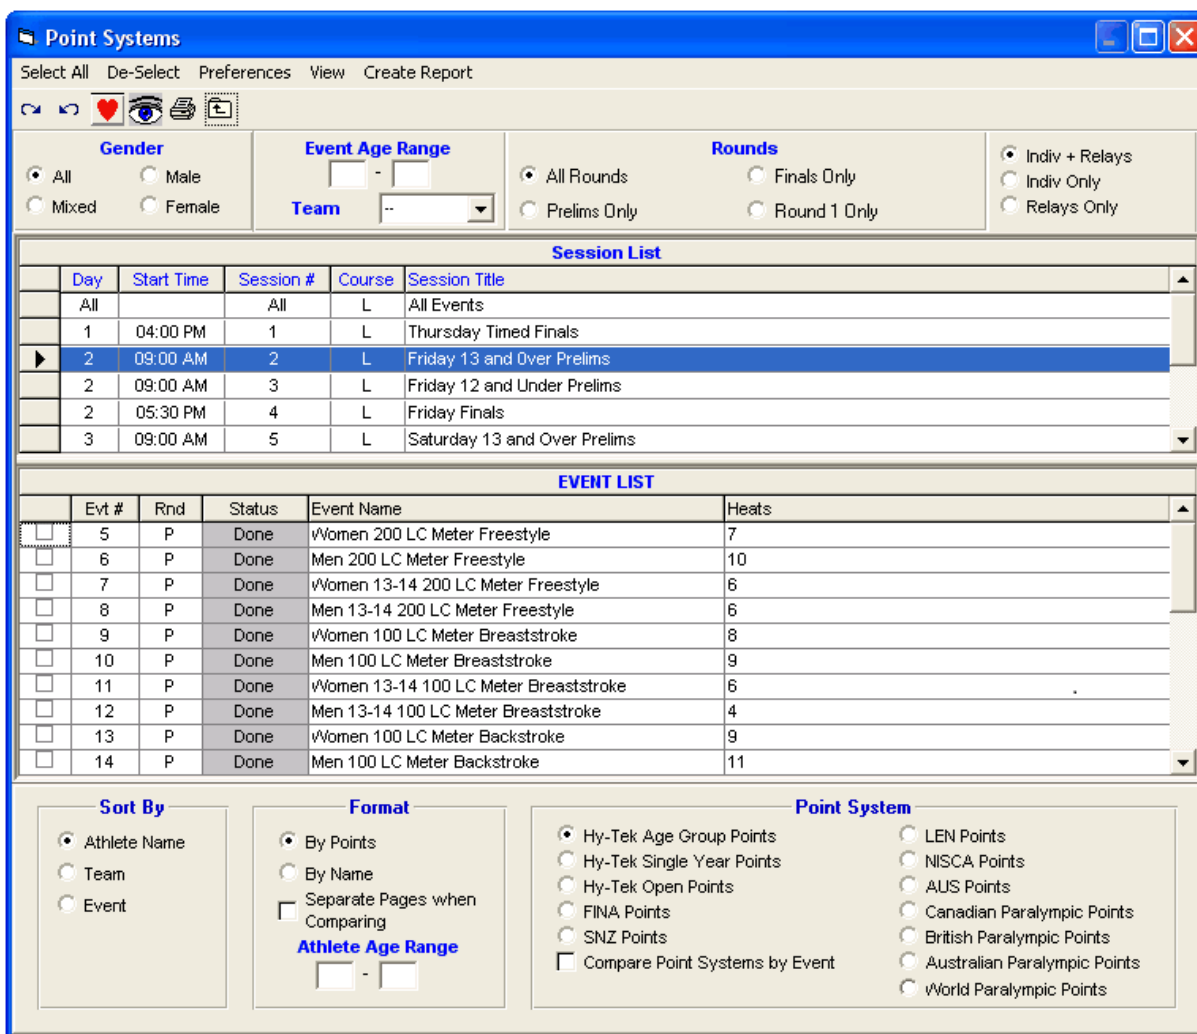 Point Systems
Select All De-Select Preferences View Create Report
Gender Event Age Range Rounds
All Male - All Rounds Finals Only Indiv + Relays
Indiv Only
Mixed Female Team -- Prelims Only Round 1 Only Relays Only
Session List
Day Start Time Session # Course Session Title
All All L All Events
1 04:00 PM 1 L Thursday Timed Finals
2 09:00 AM 2 L Friday 13 and Over Prelims
2 09:00 AM 3 L Friday 12 and Under Prelims
2 05:30 PM 4 L Friday Finals
3 09:00 AM 5 L Saturday 13 and Over Prelims
EVENT LIST
Evt # Rnd Status Event Name Heats
5 P Done Women 200 LC Meter Freestyle 7
6 P Done Men 200 LC Meter Freestyle 10
7 P Done Women 13-14 200 LC Meter Freestyle 6
8 P Done Men 13-14 200 LC Meter Freestyle 6
9 P Done Women 100 LC Meter Breaststroke 8
10 P Done Men 100 LC Meter Breaststroke 9
11 P Done Women 13-14 100 LC Meter Breaststroke 6
12 P Done Men 13-14 100 LC Meter Breaststroke 4
13 P Done Women 100 LC Meter Backstroke 9
14 P Done Men 100 LC Meter Backstroke 11
Sort By
Athlete Name
Team
Event
Format
By Points
By Name
Separate Pages when
Comparing
Athlete Age Range
-
Point System
Hy-Tek Age Group Points
Hy-Tek Single Year Points
Hy-Tek Open Points
FINA Points
SNZ Points
Compare Point Systems by Event
LEN Points
NISCA Points
AUS Points
Canadian Paralympic Points
British Paralympic Points
Australian Paralympic Points
World Paralympic Points